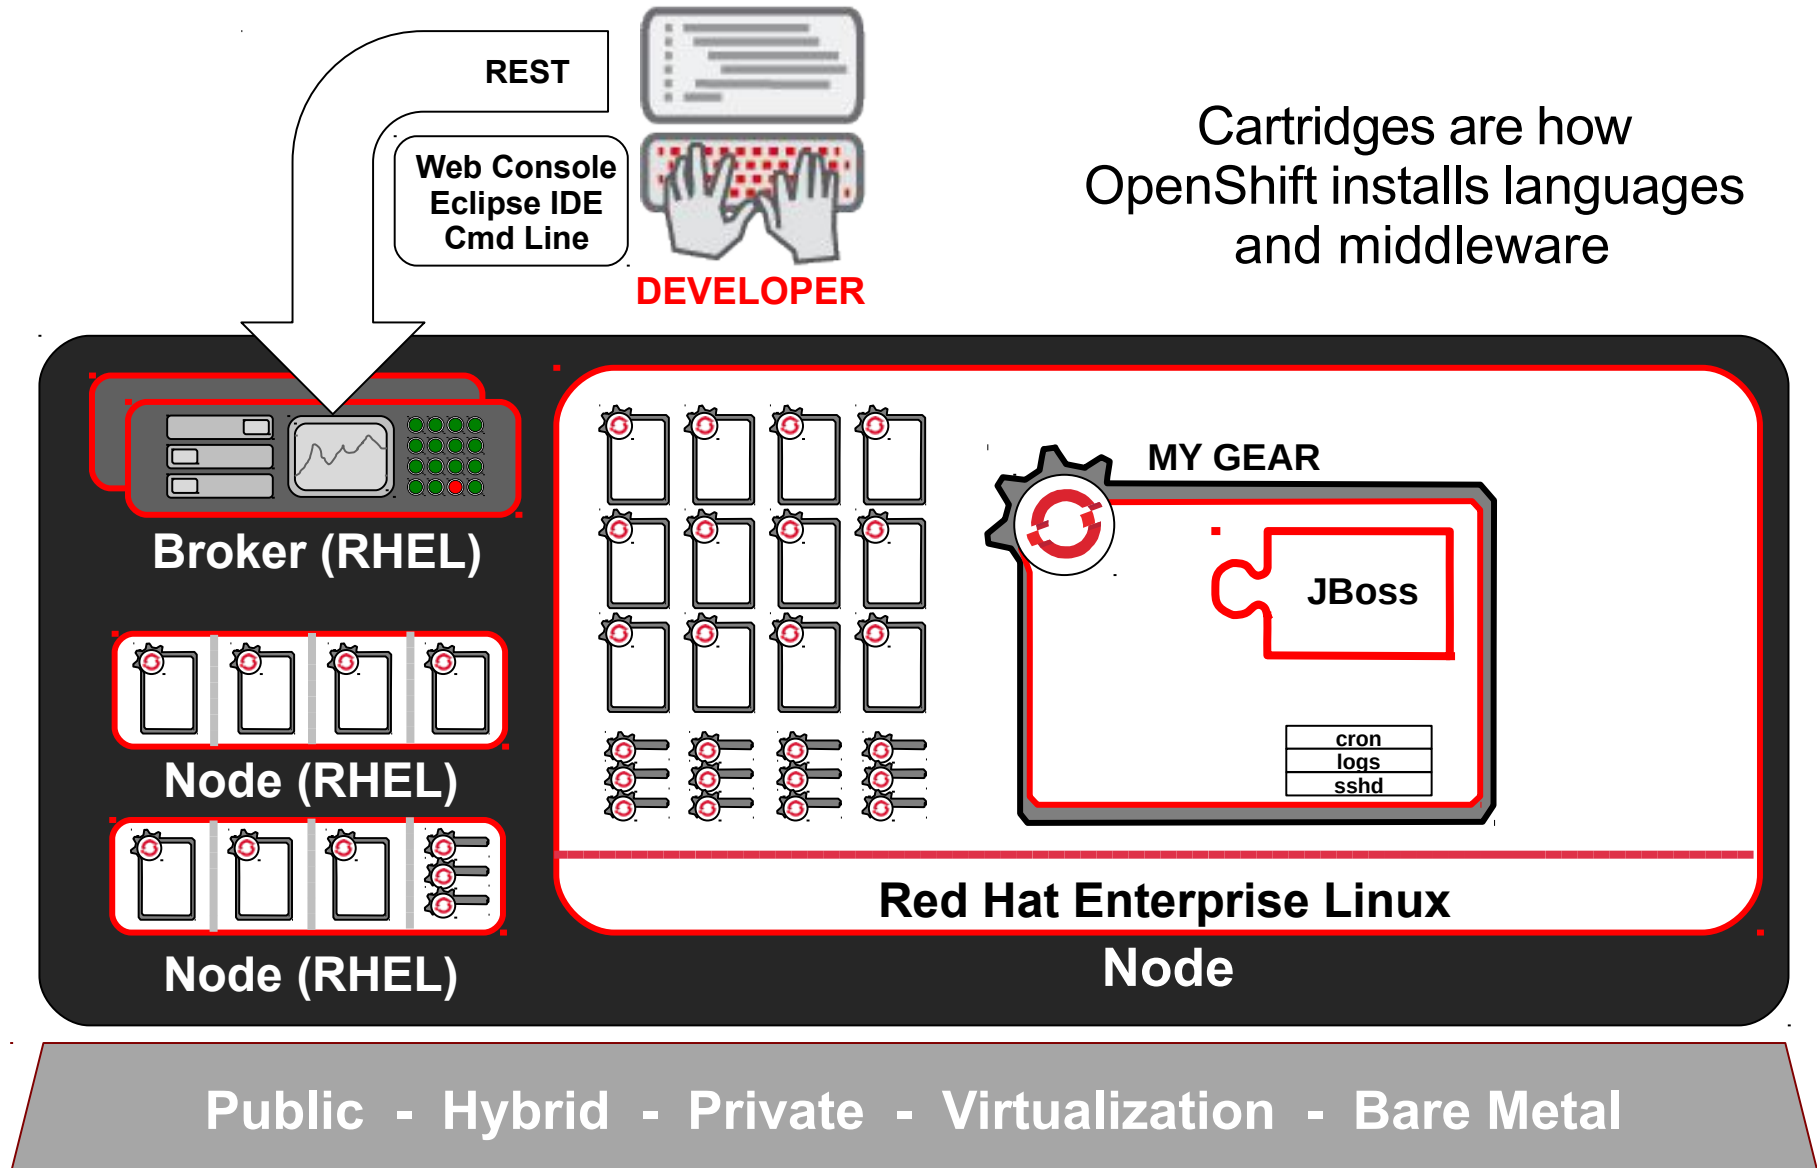 REST
Web Console
Eclipse IDE
Cmd Line
DEVELOPER
Cartridges are how
OpenShift installs languages
and middleware
Broker (RHEL)
Node (RHEL)
Node (RHEL)
MY GEAR
JBoss
cron
logs
sshd
Red Hat Enterprise Linux
Node
Public - Hybrid - Private - Virtualization - Bare Metal